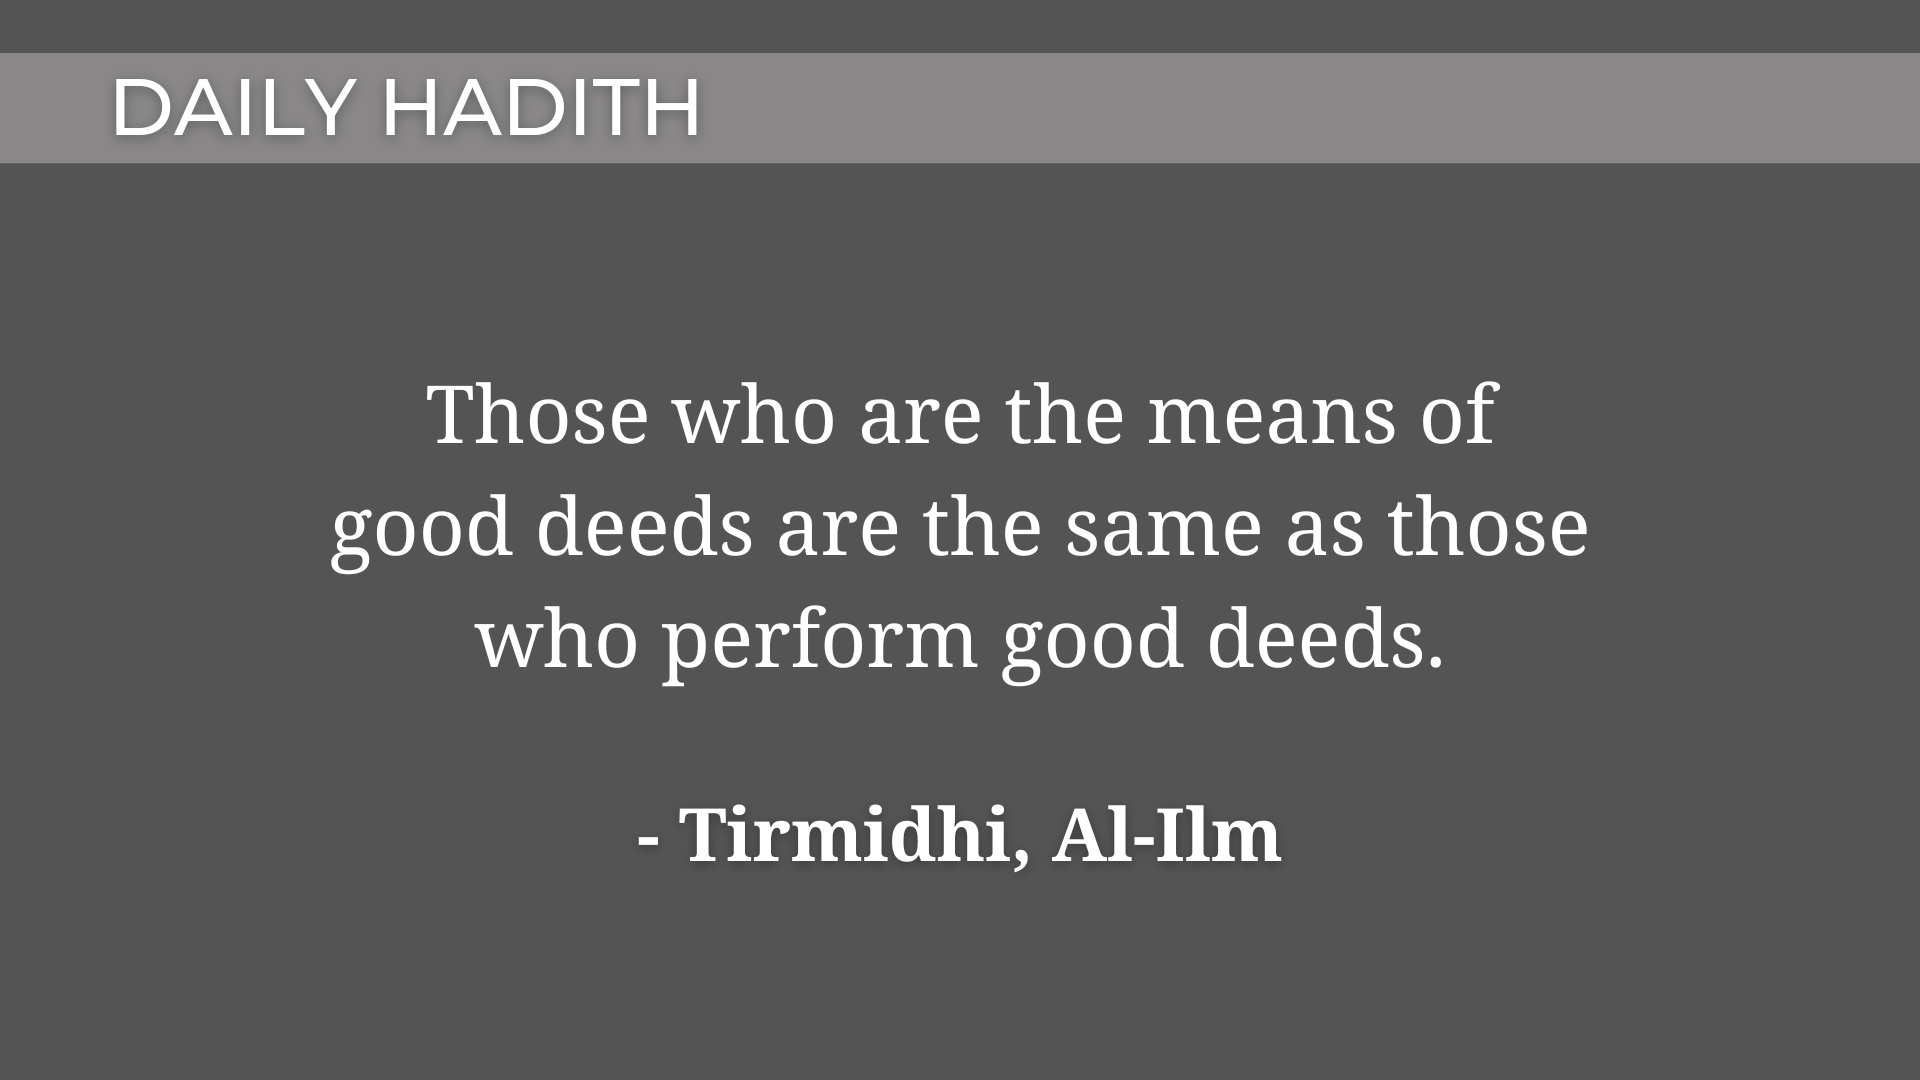 DAILY HADITH
Those who are the means of
good deeds are the same as those
who perform good deeds.
- Tirmidhi, Al-Ilm